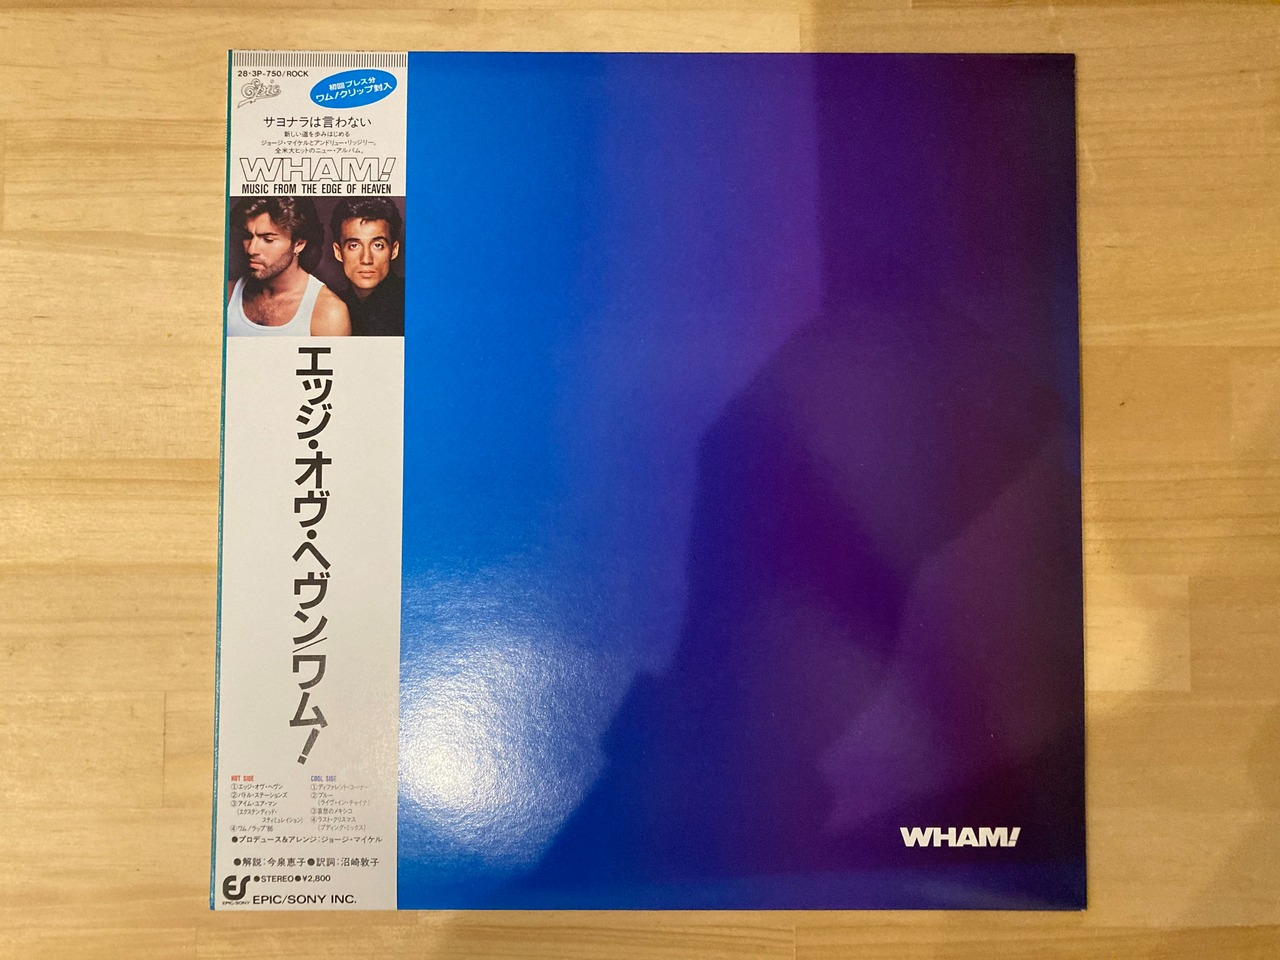 28・3P-750/ROCK
Epic
初回プレス分
ワム!クリップ封入
サヨナラは言わない
新しい道を歩みはじめる
ジョージ・マイケルとアンドリュー・リッジリー。
全米大ヒットのニュー・アルバム。
WHAM!
MUSIC FROM THE EDGE OF HEAVEN
エッジ・オヴ・ヘヴン/ワム!
HOT SIDE
①エッジ・オヴ・ヘヴン
②バトル・ステーションズ
③アイム・ユア・マン
(エクステンディッド・
スティミュレイション)
④ワム!ラップ'86
COOL SIDE
①ディファレント・コーナー
②ブルー
(ライヴ・イン・チャイナ)
③哀愁のメキシコ
④ラスト・クリスマス
(プディング・ミックス)
●プロデュース&アレンジ:ジョージ・マイケル
●解説:今泉恵子●訳詞:沼崎敦子
●STEREO●¥2,800
EPIC/SONY
EPIC/SONY INC.
WHAM!